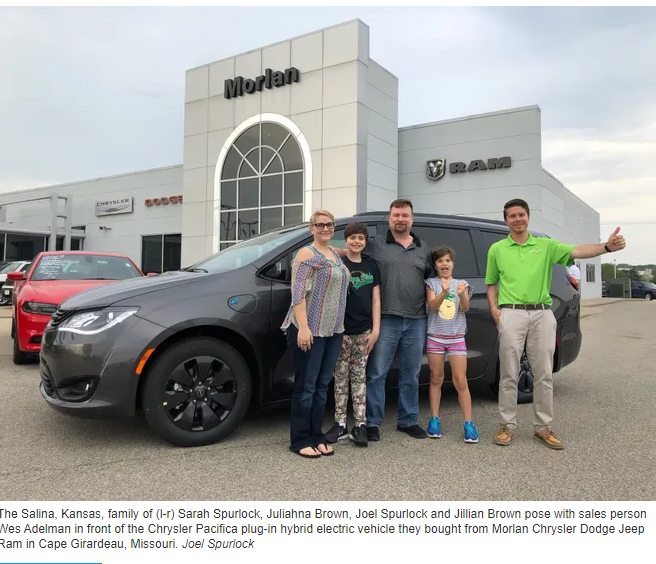 Morlan
RAM
CHRYSLER
DODGE
The Salina, Kansas, family of (l-r) Sarah Spurlock, Juliahna Brown, Joel Spurlock and Jillian Brown pose with sales person
Wes Adelman in front of the Chrysler Pacifica plug-in hybrid electric vehicle they bought from Morlan Chrysler Dodge Jeep
Ram in Cape Girardeau, Missouri. Joel Spurlock